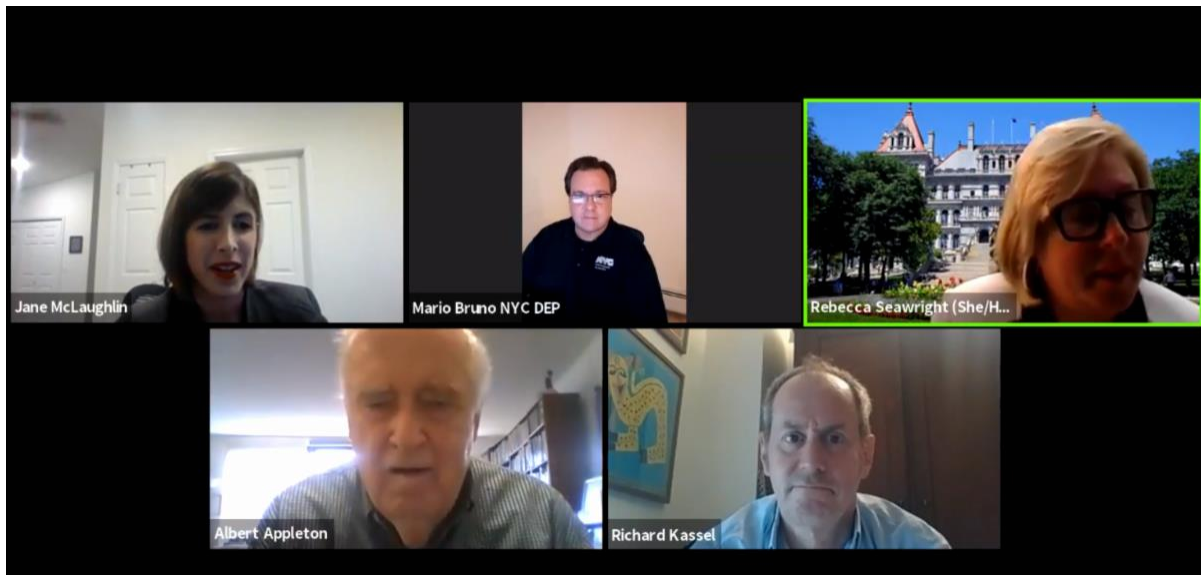 Jane McLaughlin
Mario Bruno NYC DEP
Rebecca Seawright (She/H...
Albert Appleton
Richard Kassel